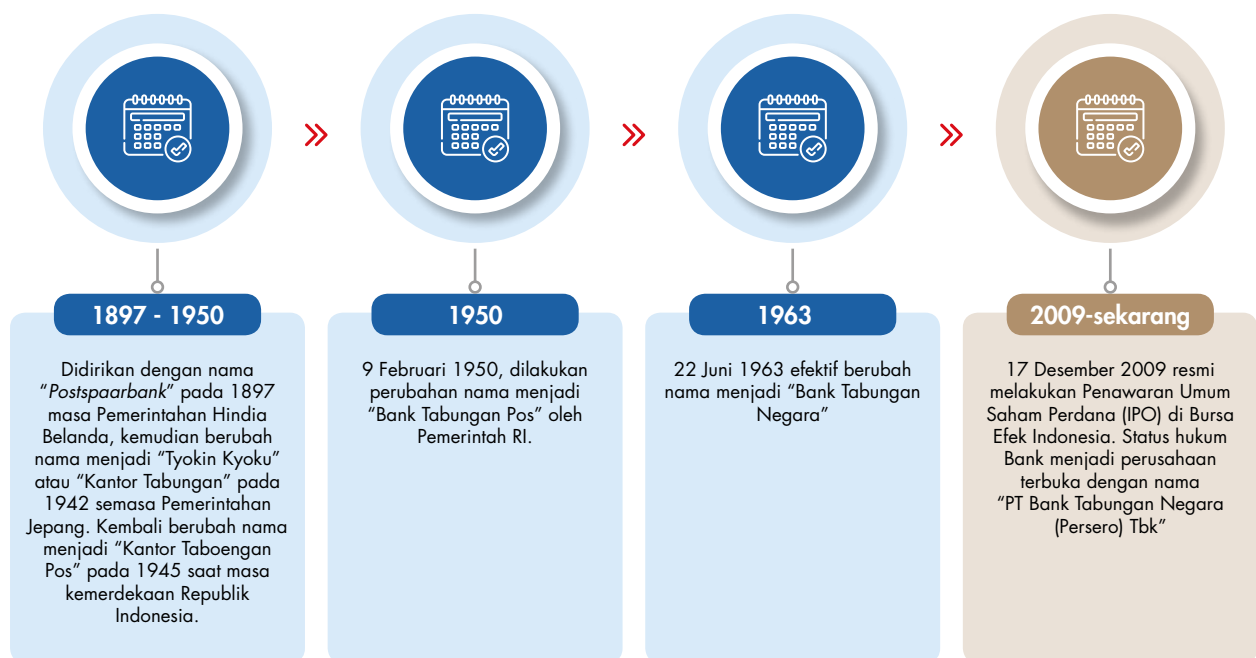 1897 - 1950
Didirikan dengan nama
“Postspaarbank” pada 1897
masa Pemerintahan Hindia
Belanda, kemudian berubah
nama menjadi “Tyokin Kyoku”
atau “Kantor Tabungan” pada
1942 semasa Pemerintahan
Jepang. Kembali berubah nama
menjadi “Kantor Taboengan
Pos” pada 1945 saat masa
kemerdekaan Republik
Indonesia.
1950
9 Februari 1950, dilakukan
perubahan nama menjadi
“Bank Tabungan Pos” oleh
Pemerintah RI.
1963
22 Juni 1963 efektif berubah
nama menjadi “Bank Tabungan
Negara”
2009-sekarang
17 Desember 2009 resmi
melakukan Penawaran Umum
Saham Perdana (IPO) di Bursa
Efek Indonesia. Status hukum
Bank menjadi perusahaan
terbuka dengan nama
“PT Bank Tabungan Negara
(Persero) Tbk”